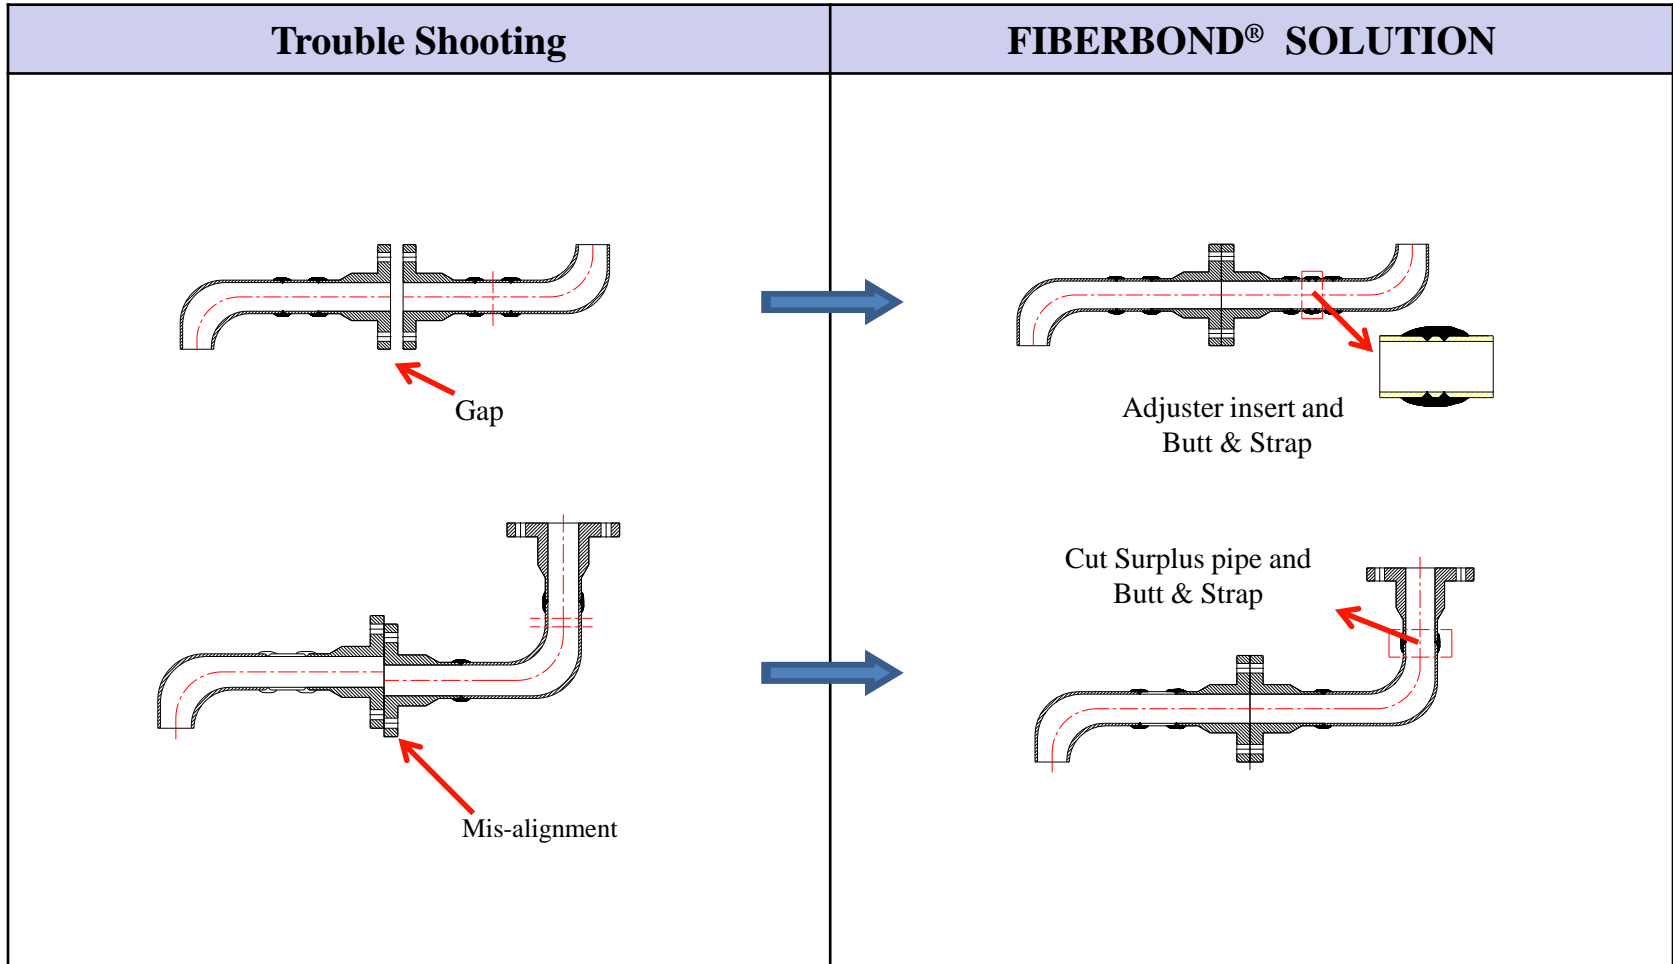 Trouble Shooting
FIBERBOND® SOLUTION
Gap
Adjuster insert and
Butt & Strap
Mis-alignment
Cut Surplus pipe and
Butt & Strap